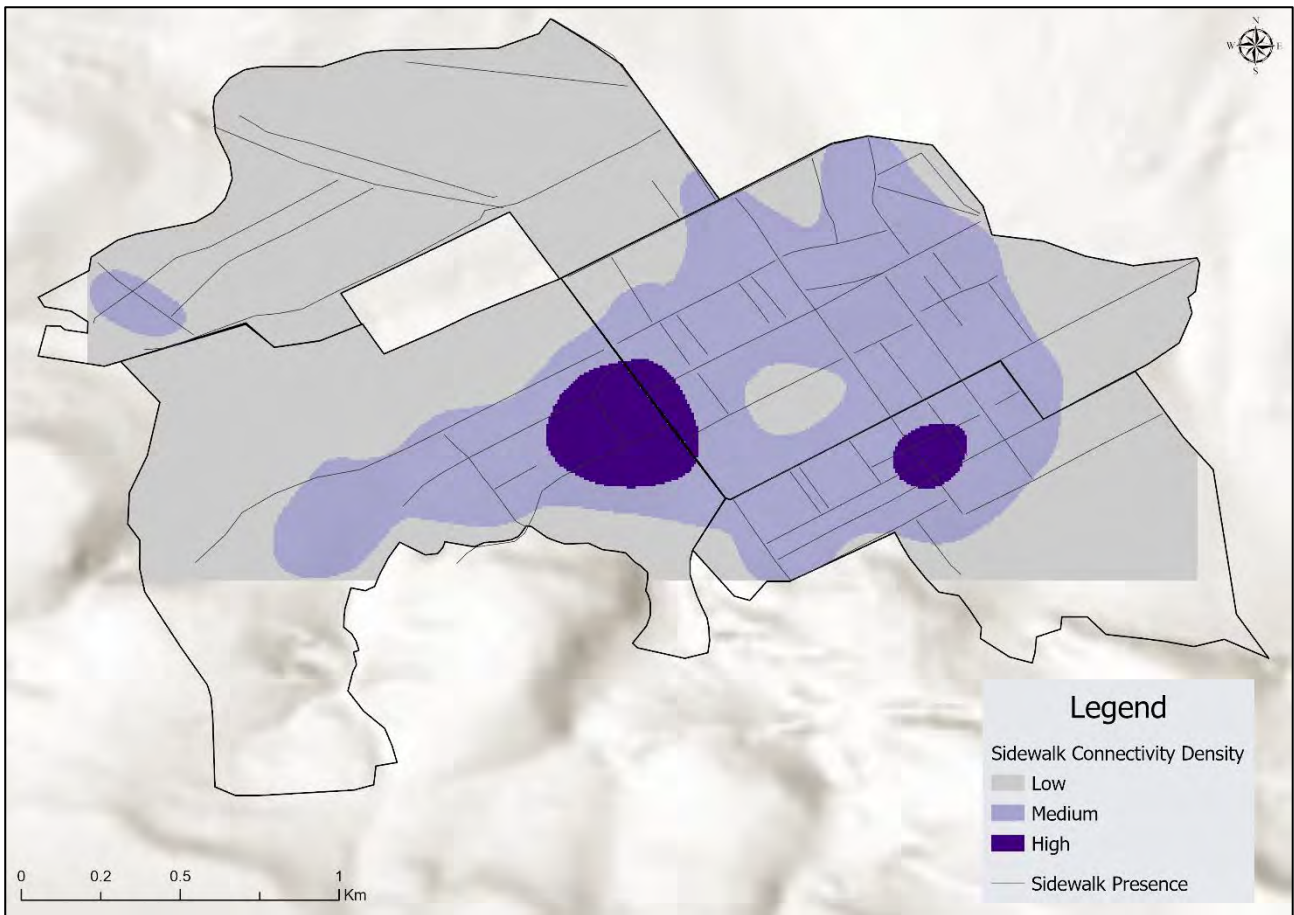 N
W E
S
Legend
Sidewalk Connectivity Density
Low
Medium
High
Sidewalk Presence
0 0.2 0.5 1
Km